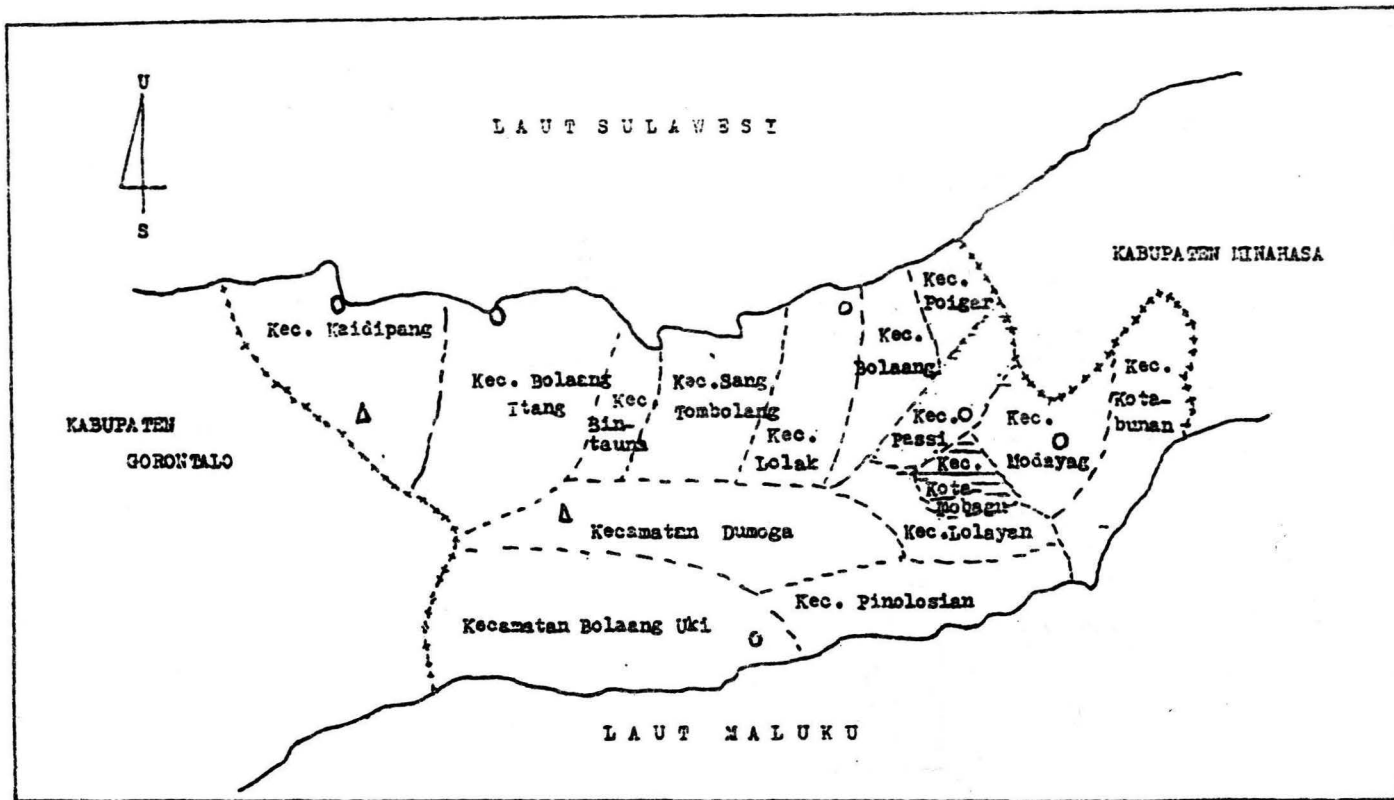 U
S
LAUT SULAWESI
KABUPATEN MINAHASA
Kec.
Poigar
Kec. Kaidipang
Kec.
Bolaang
Kec. Bolaang
Itang
Kec
Bin-
tauna
Kec.Sang
Tombolang
Kec.
Lolak
Kec.
Passi
Kec.
Modayag
Kec.
Kota-
bunan
KABUPATEN
GORONTALO
Kec.
Kota-
Mobagu
Kec.Lolayan
Kecamatan Dumoga
Kec. Pinolosian
Kecamatan Bolaang Uki
LAUT MALUKU